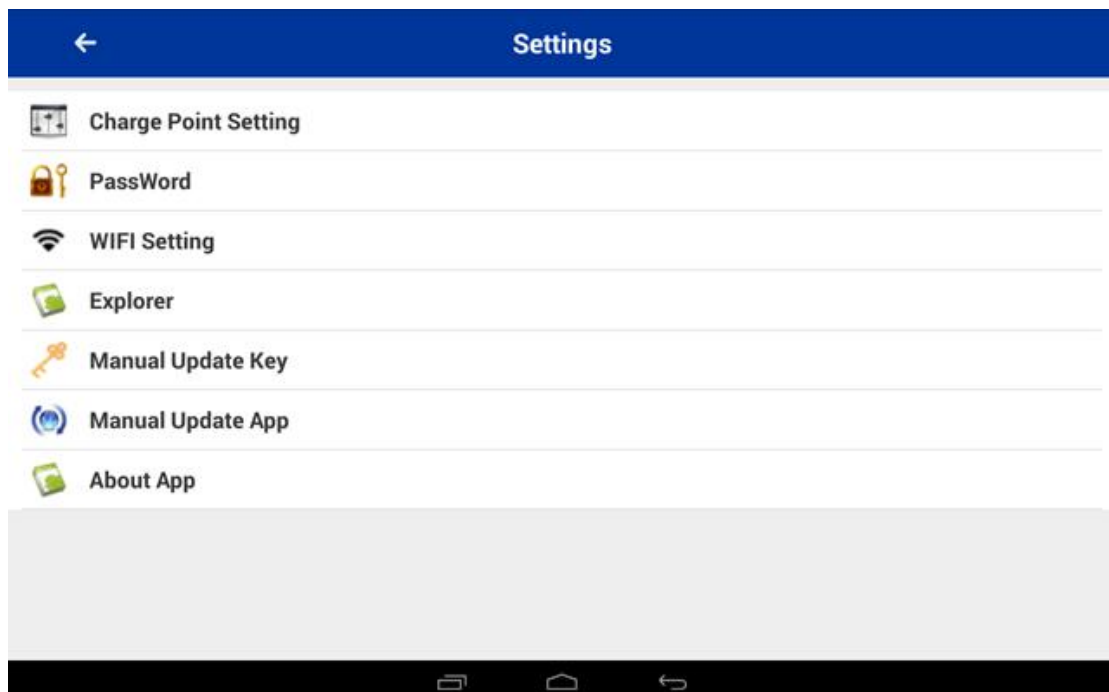 Settings
Charge Point Setting
PassWord
WIFI Setting
Explorer
Manual Update Key
Manual Update App
About App